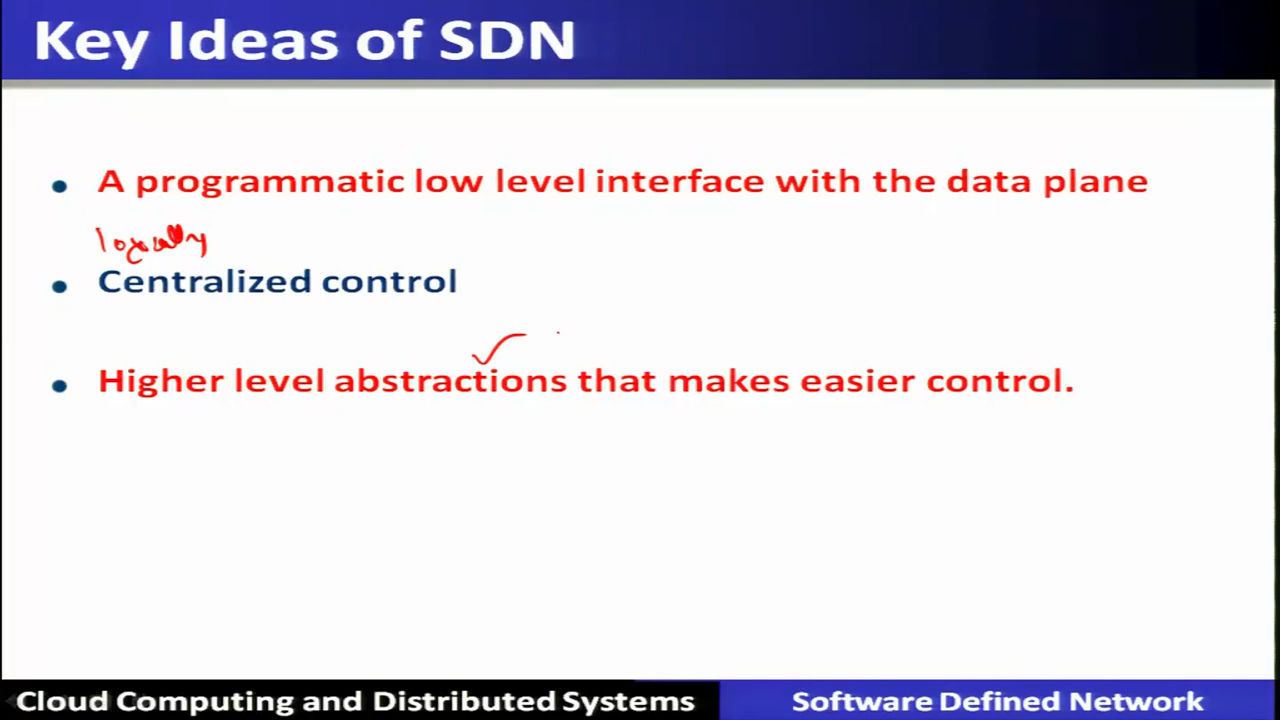 Key Ideas of SDN
• A programmatic low level interface with the data plane
logically
• Centralized control
• Higher level abstractions that makes easier control.
Cloud Computing and Distributed Systems
Software Defined Network